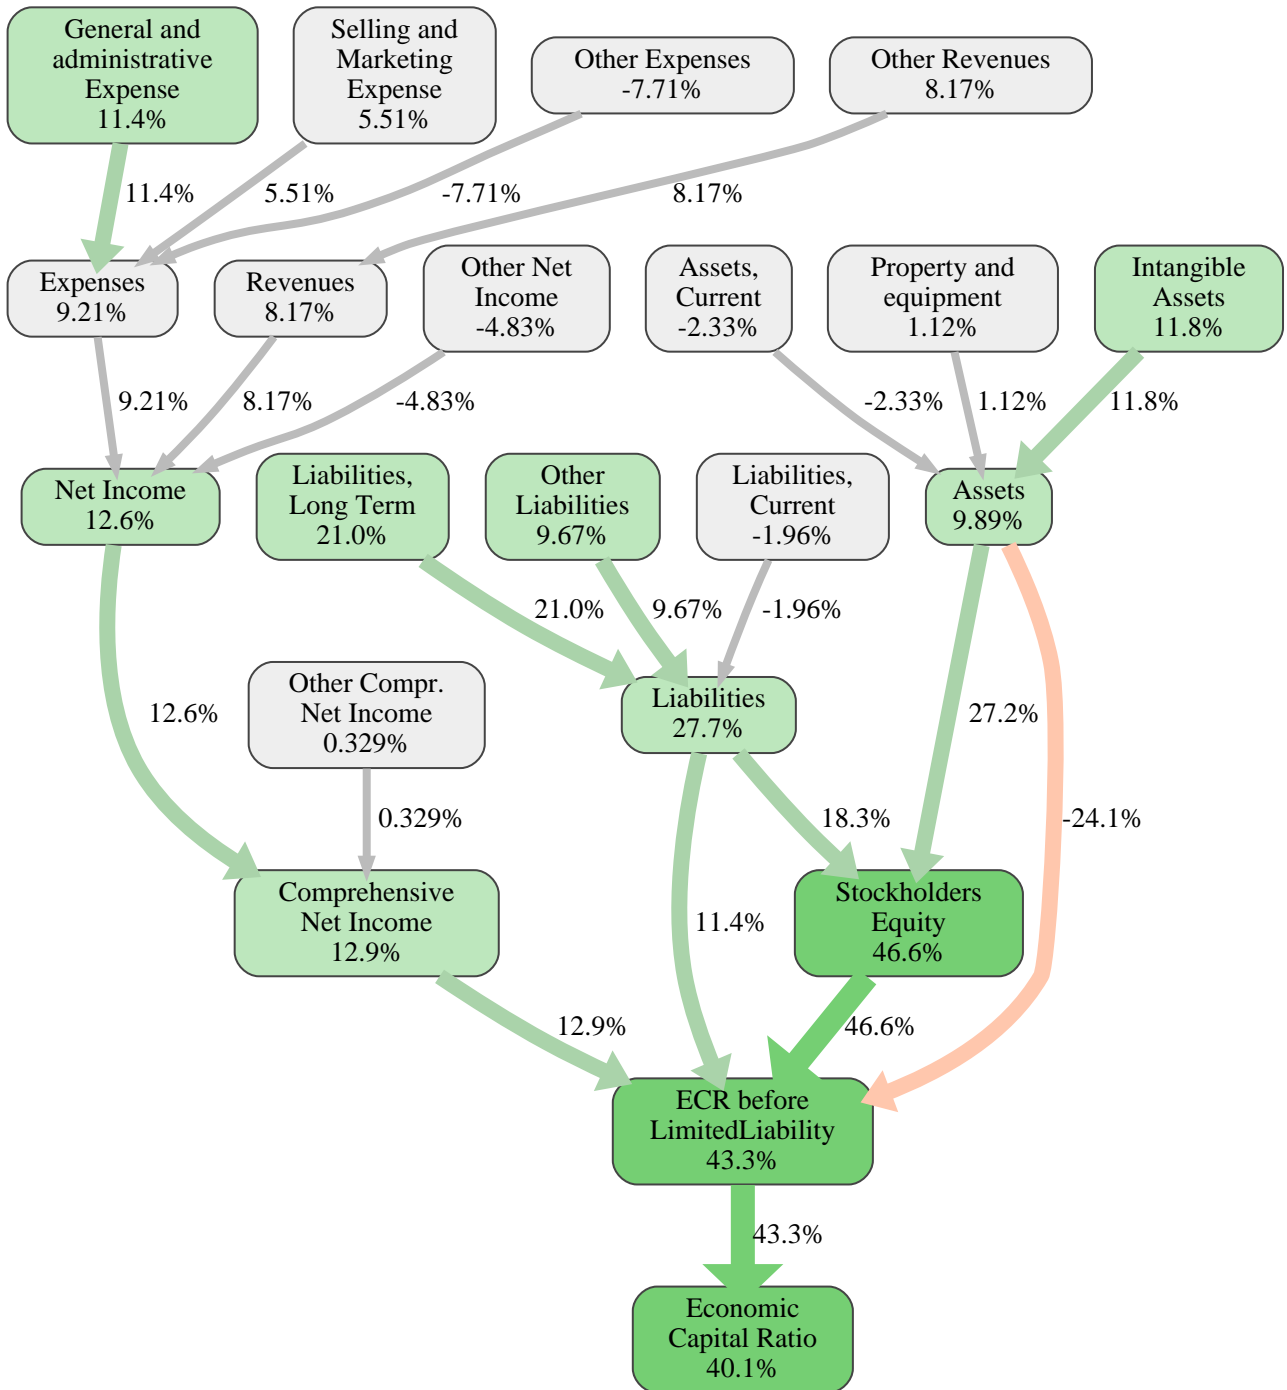 General and
administrative
Expense
11.4%
Selling and
Marketing
Expense
5.51%
Other Expenses
-7.71%
Other Revenues
8.17%
11.4%
5.51%
-7.71%
8.17%
Expenses
9.21%
Revenues
8.17%
Other Net
Income
-4.83%
Assets,
Current
-2.33%
Property and
equipment
1.12%
Intangible
Assets
11.8%
9.21%
8.17%
-4.83%
-2.33%
1.12%
11.8%
Net Income
12.6%
Liabilities,
Long Term
21.0%
Other
Liabilities
9.67%
Liabilities,
Current
-1.96%
Assets
9.89%
21.0%
9.67%
-1.96%
12.6%
Other Compr.
Net Income
0.329%
Liabilities
27.7%
27.2%
0.329%
18.3%
-24.1%
Comprehensive
Net Income
12.9%
11.4%
Stockholders
Equity
46.6%
12.9%
46.6%
ECR before
LimitedLiability
43.3%
43.3%
Economic
Capital Ratio
40.1%